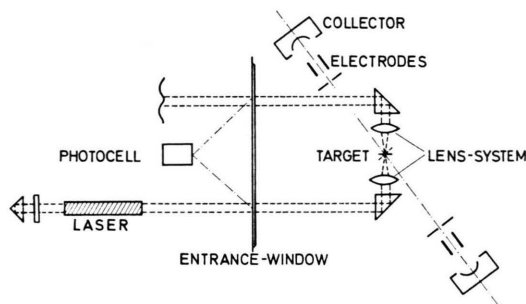 COLLECTOR
ELECTRODES
PHOTOCELL
TARGET
LENS-SYSTEM
LASER
ENTRANCE-WINDOW